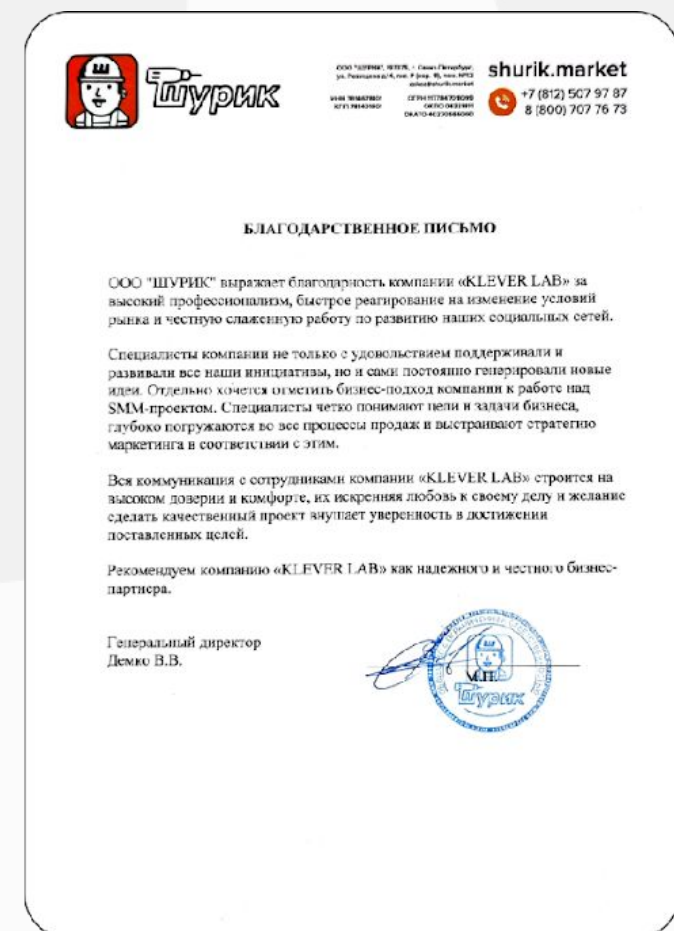 Шурик
ООО "ШУРИК", г. Санкт-Петербург,
shurik.market
+7 (812) 507 97 87
8 (800) 707 76 73
БЛАГОДАРСТВЕННОЕ ПИСЬМО
ООО "ШУРИК" выражает благодарность компании «KLEVER LAB» за
высокий профессионализм, быстрое реагирование на изменение условий
рынка и честную слаженную работу по развитию наших социальных сетей.
Специалисты компании не только с удовольствием поддерживали и
развивали все наши инициативы, но и сами постоянно генерировали новые
идеи. Отдельно хочется отметить бизнес-подход компании к работе над
SMM-проектом. Специалисты четко понимают цели и задачи бизнеса,
глубоко погружаются во все процессы продаж и выстраивают стратегию
маркетинга в соответствии с этим.
Вся коммуникация с сотрудниками компании «KLEVER LAB» строится на
высоком доверии и комфорте, их искренняя любовь к своему делу и желание
сделать качественный проект внушает уверенность в достижении
поставленных целей.
Рекомендуем компанию «KLEVER LAB» как надежного и честного бизнес-
партнера.
Генеральный директор
Демко В.В.
М.П.
Шурик